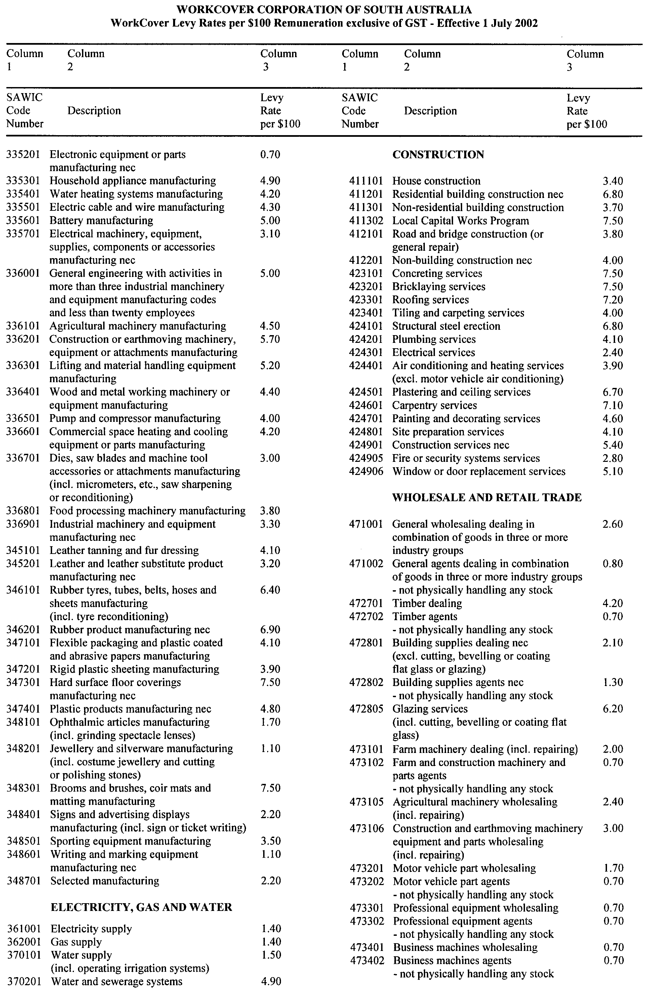 WORKCOVER CORPORATION OF SOUTH AUSTRALIA
WorkCover Levy Rates per $100 Remuneration exclusive of GST - Effective 1 July 2002
Column Column Column Column Column Column
1 2 3 1 2 3
SAWIC Levy SAWIC Levy
Code Description Rate Code Description Rate
Number per $100 Number per $100
335201 Electronic equipment or parts 0.70
manufacturing nec
335301 Household appliance manufacturing 4.90
335401 Water heating systems manufacturing 4.20
335501 Electric cable and wire manufacturing 4.30
335601 Battery manufacturing 5.00
335701 Electrical machinery, equipment, 3.10
supplies, components or accessories
manufacturing nec
336001 General engineering with activities in 5.00
more than three industrial manchinery
and equipment manufacturing codes
and less than twenty employees
336101 Agricultural machinery manufacturing 4.50
336201 Construction or earthmoving machinery, 5.70
equipment or attachments manufacturing
336301 Lifting and material handling equipment 5.20
manufacturing
336401 Wood and metal working machinery or 4.40
equipment manufacturing
336501 Pump and compressor manufacturing 4.00
336601 Commercial space heating and cooling 4.20
equipment or parts manufacturing
336701 Dies, saw blades and machine tool 3.00
accessories or attachments manufacturing
(incl. micrometers, etc., saw sharpening
or reconditioning)
336801 Food processing machinery manufacturing 3.80
336901 Industrial machinery and equipment 3.30
manufacturing nec
345101 Leather tanning and fur dressing 4.10
345201 Leather and leather substitute product 3.20
manufacturing nec
346101 Rubber tyres, tubes, belts, hoses and 6.40
sheets manufacturing
(incl. tyre reconditioning)
346201 Rubber product manufacturing nec 6.90
347101 Flexible packaging and plastic coated 4.10
and abrasive papers manufacturing
347201 Rigid plastic sheeting manufacturing 3.90
347301 Hard surface floor coverings 7.50
manufacturing nec
347401 Plastic products manufacturing nec 4.80
348101 Ophthalmic articles manufacturing 1.70
(incl. grinding spectacle lenses)
348201 Jewellery and silverware manufacturing 1.10
(incl. costume jewellery and cutting
or polishing stones)
348301 Brooms and brushes, coir mats and 7.50
matting manufacturing
348401 Signs and advertising displays 2.20
manufacturing (incl. sign or ticket writing)
348501 Sporting equipment manufacturing 3.50
348601 Writing and marking equipment 1.10
manufacturing nec
348701 Selected manufacturing 2.20
ELECTRICITY, GAS AND WATER
361001 Electricity supply 1.40
362001 Gas supply 1.40
370101 Water supply 1.50
(incl. operating irrigation systems)
370201 Water and sewerage systems 4.90
CONSTRUCTION
411101 House construction 3.40
411201 Residential building construction nec 6.80
411301 Non-residential building construction 3.70
411302 Local Capital Works Program 7.50
412101 Road and bridge construction (or 3.80
general repair)
412201 Non-building construction nec 4.00
423101 Concreting services 7.50
423201 Bricklaying services 7.50
423301 Roofing services 7.20
423401 Tiling and carpeting services 4.00
424101 Structural steel erection 6.80
424201 Plumbing services 4.10
424301 Electrical services 2.40
424401 Air conditioning and heating services 3.90
(excl. motor vehicle air conditioning)
424501 Plastering and ceiling services 6.70
424601 Carpentry services 7.10
424701 Painting and decorating services 4.60
424801 Site preparation services 4.10
424901 Construction services nec 5.40
424905 Fire or security systems services 2.80
424906 Window or door replacement services 5.10
WHOLESALE AND RETAIL TRADE
471001 General wholesaling dealing in 2.60
combination of goods in three or more
industry groups
471002 General agents dealing in combination 0.80
of goods in three or more industry groups
- not physically handling any stock
472701 Timber dealing 4.20
472702 Timber agents 0.70
- not physically handling any stock
472801 Building supplies dealing nec 2.10
(excl. cutting, bevelling or coating
flat glass or glazing)
472802 Building supplies agents nec 1.30
- not physically handling any stock
472805 Glazing services 6.20
(incl. cutting, bevelling or coating flat
glass)
473101 Farm machinery dealing (incl. repairing) 2.00
473102 Farm and construction machinery and 0.70
parts agents
- not physically handling any stock
473105 Agricultural machinery wholesaling 2.40
(incl. repairing)
473106 Construction and earthmoving machinery 3.00
equipment and parts wholesaling
(incl. repairing)
473201 Motor vehicle part wholesaling 1.70
473202 Motor vehicle part agents 0.70
- not physically handling any stock
473301 Professional equipment wholesaling 0.70
473302 Professional equipment agents 0.70
- not physically handling any stock
473401 Business machines wholesaling 0.70
473402 Business machines agents 0.70
- not physically handling any stock